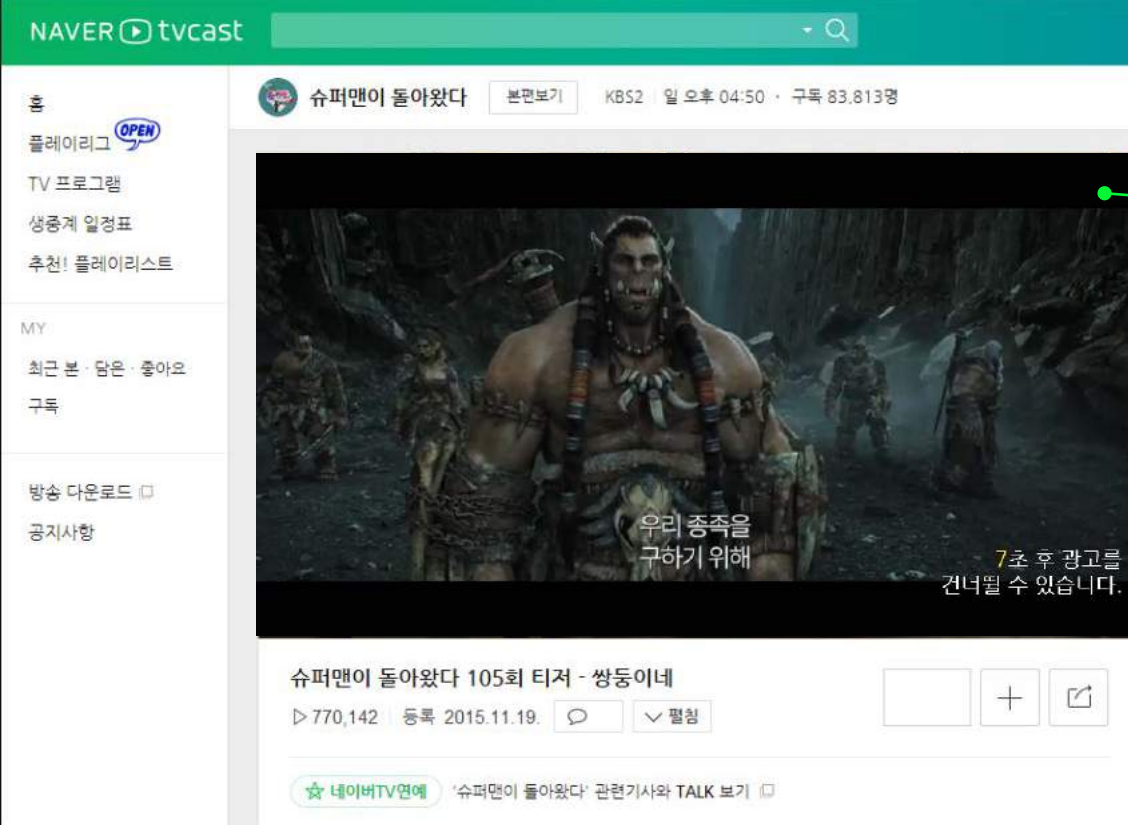 NAVER tvcast
슈퍼맨이 돌아왔다 본편보기 KBS2 일 오후 04:50 · 구독 83,813명
홈
플레이리그 OPEN
TV 프로그램
생중계 일정표
추천! 플레이리스트
MY
최근 본 · 담은 · 좋아요
구독
방송 다운로드
공지사항
우리 종족을
구하기 위해
7초 후 광고를
건너뛸 수 있습니다.
슈퍼맨이 돌아왔다 105회 티저 - 쌍둥이네
770,142 등록 2015.11.19. 펼침
네이버TV연예 '슈퍼맨이 돌아왔다' 관련기사와 TALK 보기